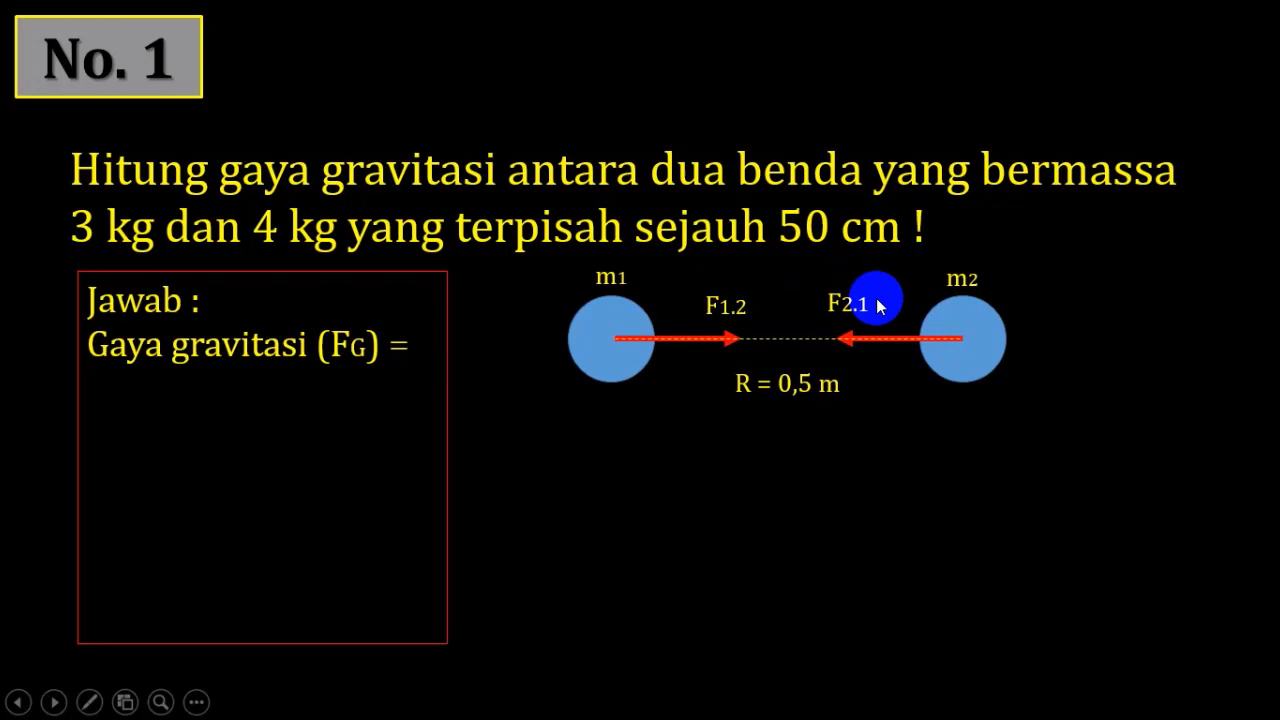 No. 1
Hitung gaya gravitasi antara dua benda yang bermassa
3 kg dan 4 kg yang terpisah sejauh 50 cm !
Jawab :
Gaya gravitasi (FG) =
m1
m2
F1.2
F2.1
R = 0,5 m